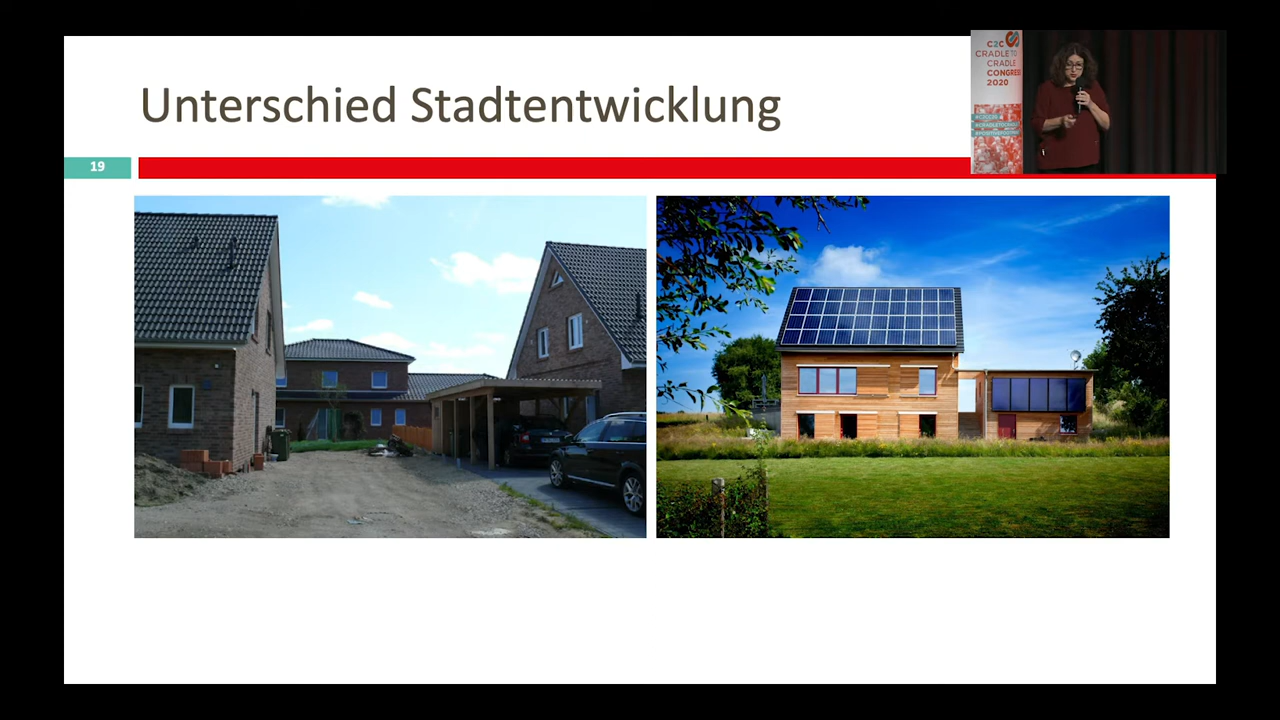 Unterschied Stadtentwicklung
19
C2C
CRADLE TO
CRADLE
CONGRESS
2020